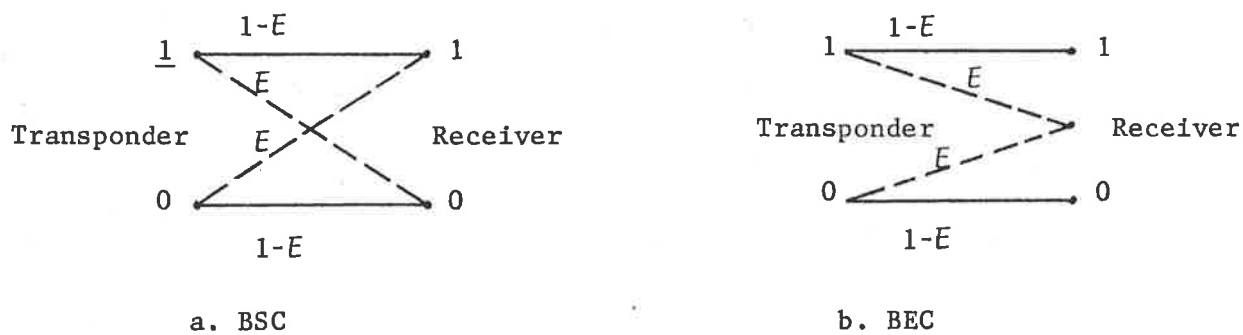 1-E
1 1
E
Transponder E Receiver
0 0
1-E
a. BSC
1-E
1 1
E
Transponder Receiver
E
0 0
1-E
b. BEC